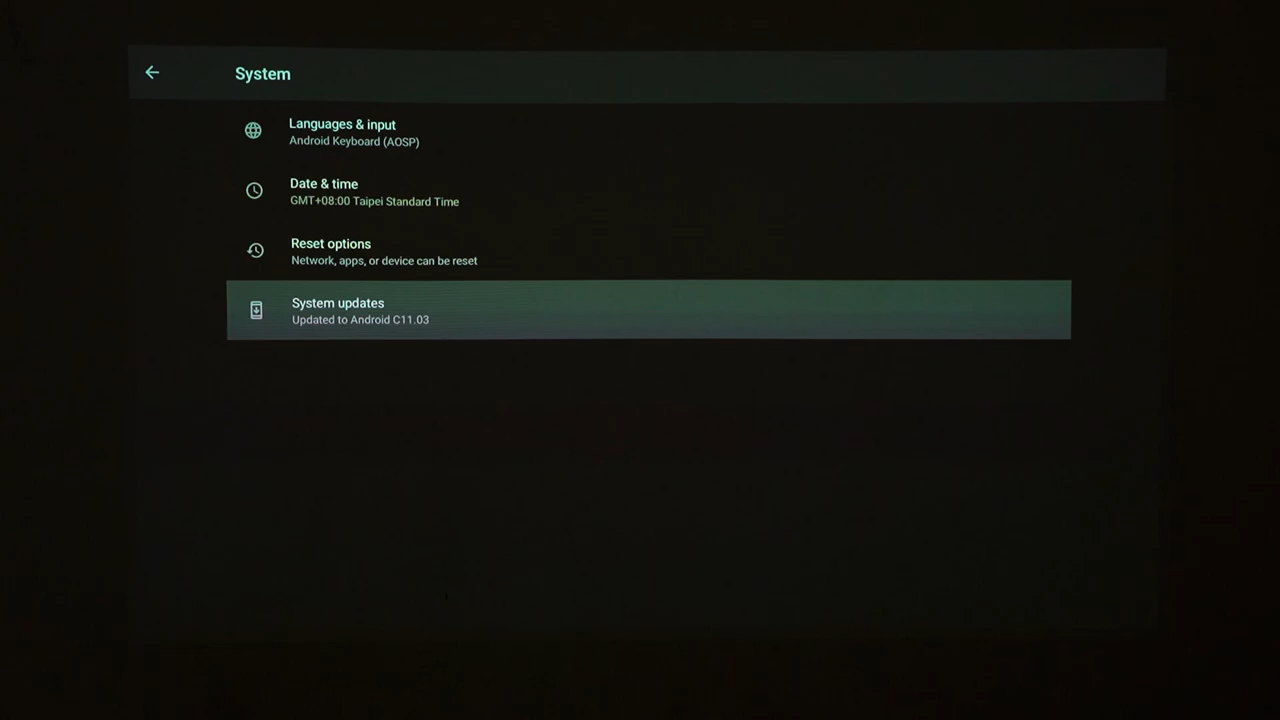 System
Languages & input
Android Keyboard (AOSP)
Date & time
GMT+08:00 Taipei Standard Time
Reset options
Network, apps, or device can be reset
System updates
Updated to Android C11.03